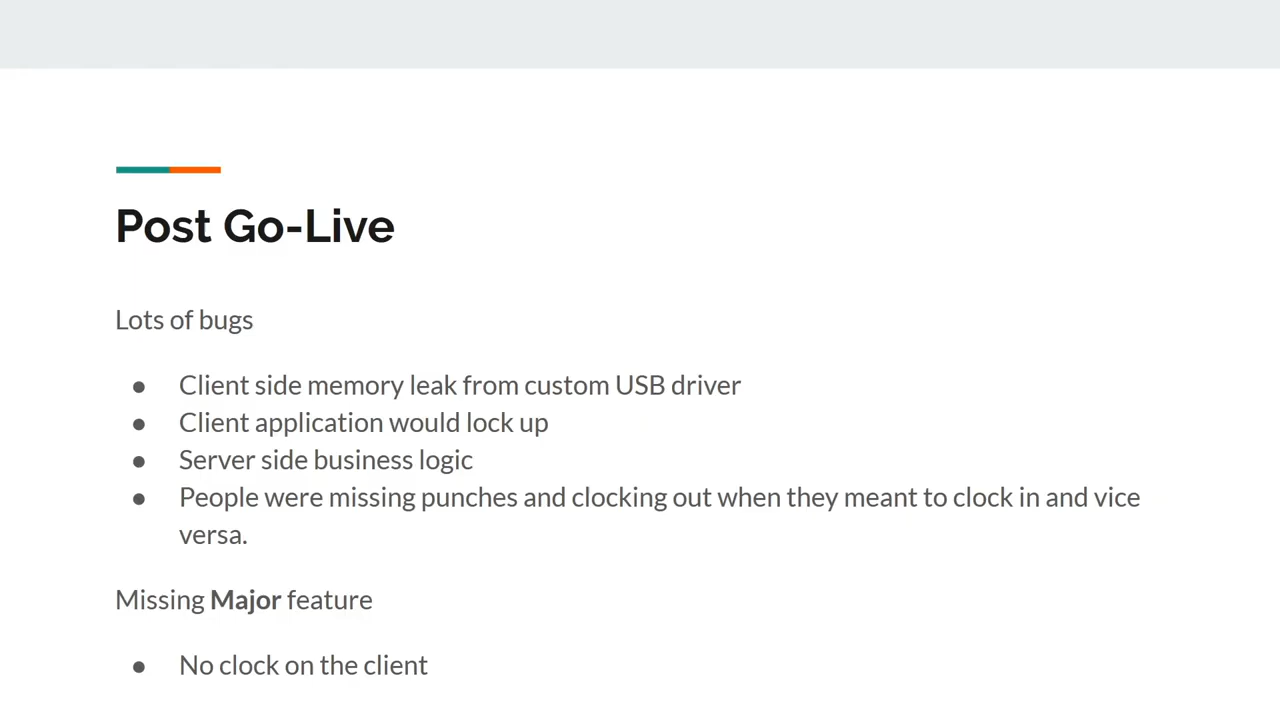 Post Go-Live
Lots of bugs
● Client side memory leak from custom USB driver
● Client application would lock up
● Server side business logic
● People were missing punches and clocking out when they meant to clock in and vice
versa.
Missing Major feature
● No clock on the client